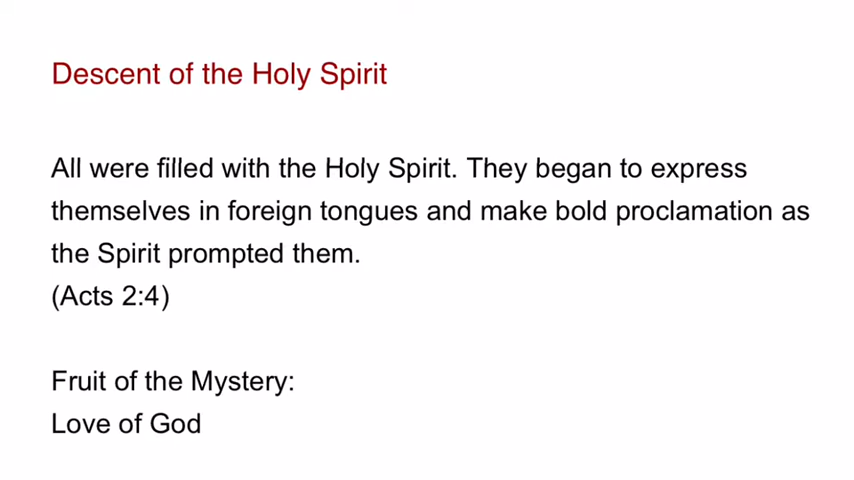 Descent of the Holy Spirit
All were filled with the Holy Spirit. They began to express
themselves in foreign tongues and make bold proclamation as
the Spirit prompted them.
(Acts 2:4)
Fruit of the Mystery:
Love of God